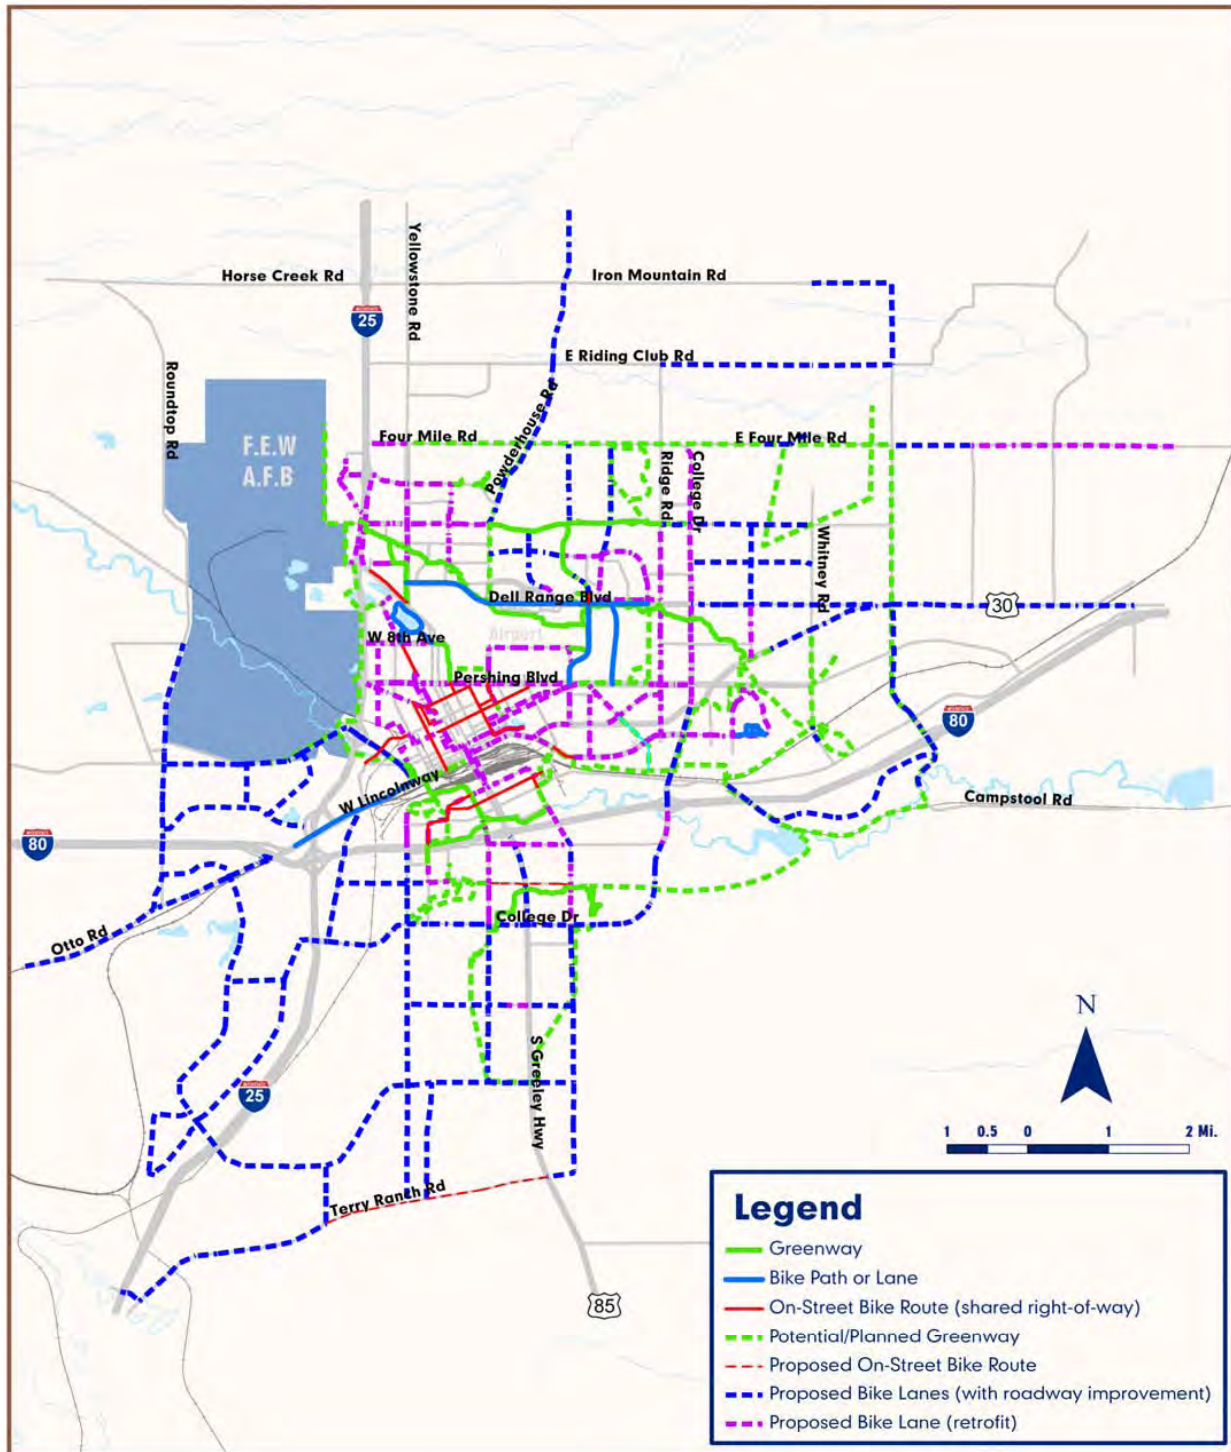 Yellowstone Rd
Horse Creek Rd
Iron Mountain Rd
25
E Riding Club Rd
Roundtop Rd
Powderhouse Rd
F.E.W
A.F.B
Four Mile Rd
E Four Mile Rd
Ridge Rd
College Dr
Whitney Rd
Dell Range Blvd
30
W 8th Ave
Airport
Pershing Blvd
80
W Lincolnway
Campstool Rd
80
College Dr
Otto Rd
N
S Greeley Hwy
25
1 0.5 0 1 2 Mi.
Terry Ranch Rd
85
Legend
Greenway
Bike Path or Lane
On-Street Bike Route (shared right-of-way)
Potential/Planned Greenway
Proposed On-Street Bike Route
Proposed Bike Lanes (with roadway improvement)
Proposed Bike Lane (retrofit)